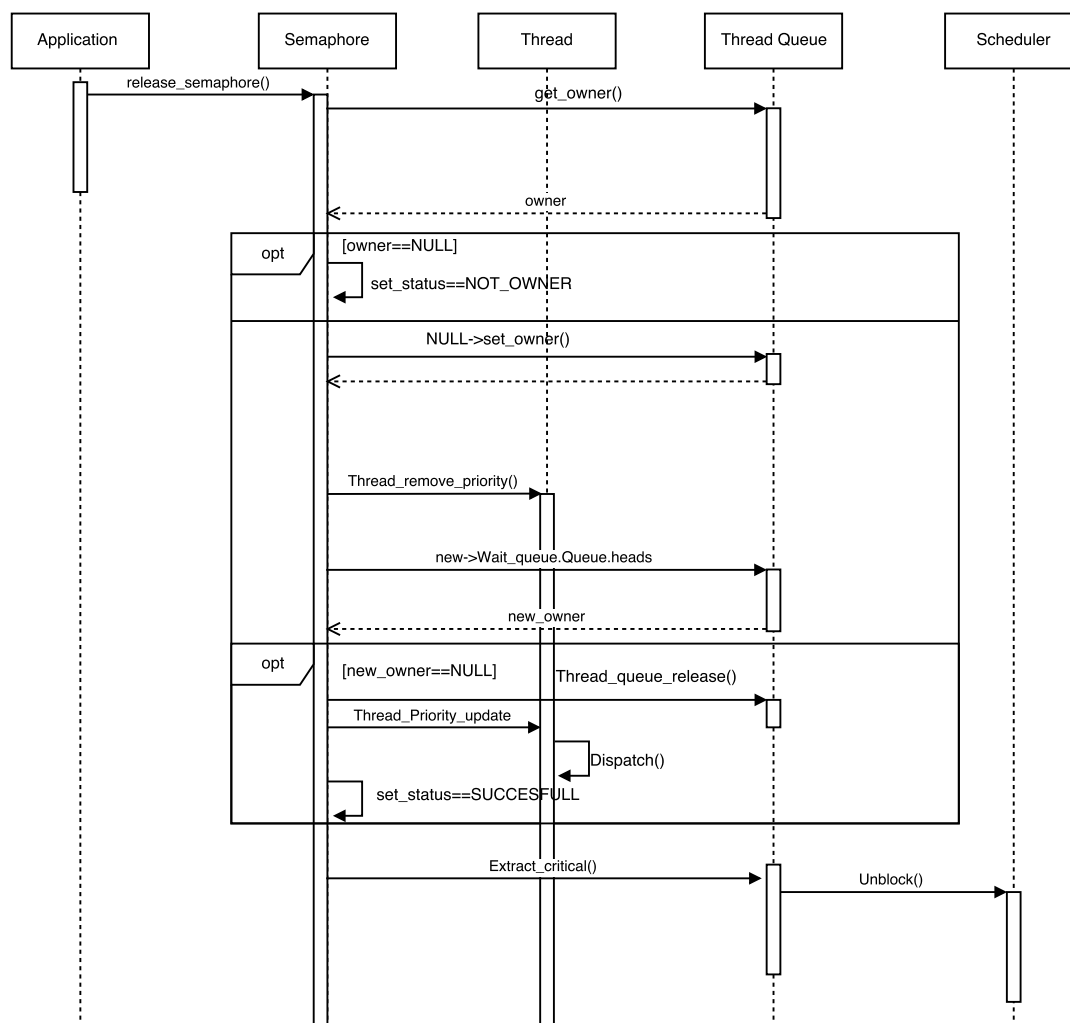 Application
Semaphore
Thread
Thread Queue
Scheduler
release_semaphore()
get_owner()
owner
opt
[owner==NULL]
set_status==NOT_OWNER
NULL->set_owner()
Thread_remove_priority()
new->Wait_queue.Queue.heads
new_owner
opt
[new_owner==NULL]
Thread_queue_release()
Thread_Priority_update
Dispatch()
set_status==SUCCESFULL
Extract_critical()
Unblock()